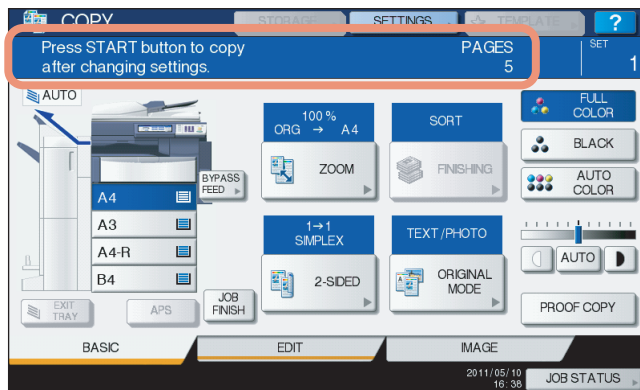 COPY
STORAGE
SETTINGS
TEMPLATE
?
Press START button to copy
after changing settings.
PAGES
5
SET
1
AUTO
BYPASS
FEED
A4
A3
A4-R
B4
EXIT
TRAY
APS
JOB
FINISH
100 %
ORG → A4
ZOOM
SORT
FINISHING
1→1
SIMPLEX
2-SIDED
TEXT/PHOTO
ORIGINAL
MODE
FULL
COLOR
BLACK
AUTO
COLOR
AUTO
PROOF COPY
BASIC
EDIT
IMAGE
2011/05/10
16:38
JOB STATUS